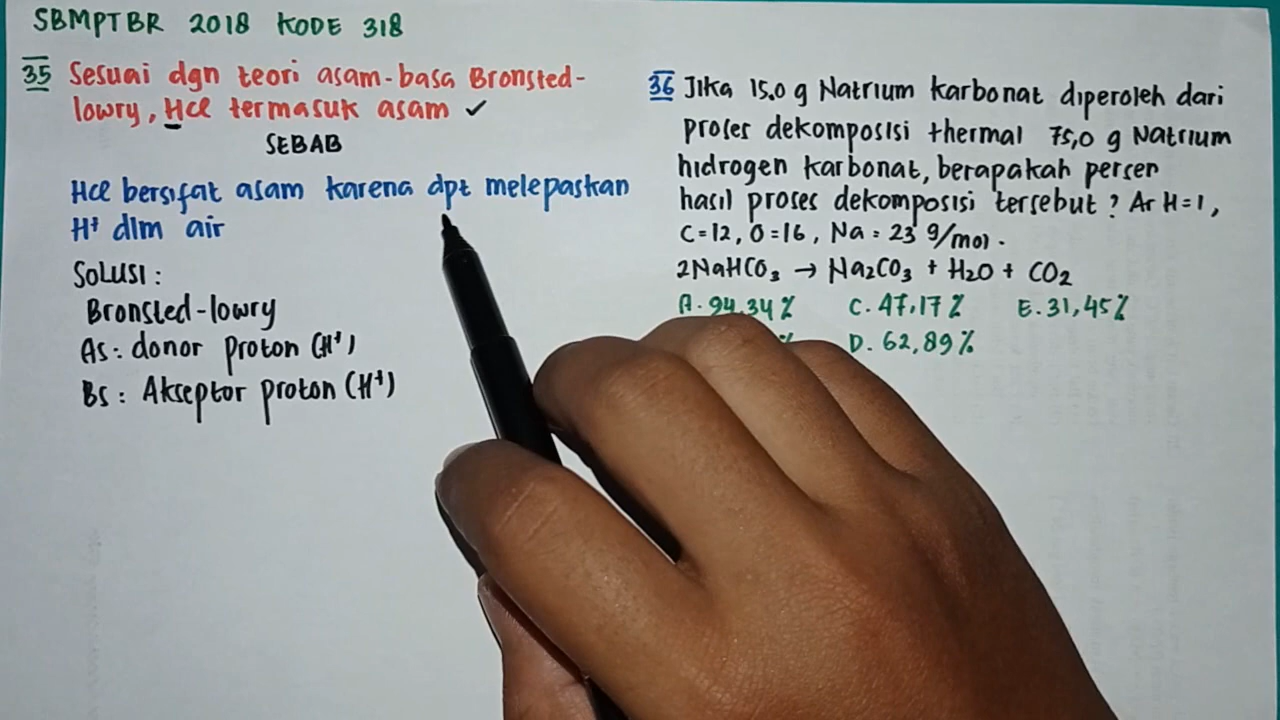 SBMPTBR 2018 KODE 318
35 Sesuai dgn teori asam-basa Bronsted-
lowry, HCl termasuk asam ✓
SEBAB
HCl bersifat asam karena dpt melepaskan
H⁺ dlm air
SOLUSI :
Bronsted-lowry
As : donor proton (H⁺)
Bs : Akseptor proton (H⁺)
36 Jika 15,0 g Natrium karbonat diperoleh dari
proses dekomposisi thermal 75,0 g Natrium
hidrogen karbonat, berapakah persen
hasil proses dekomposisi tersebut ? Ar H = 1,
C = 12, O = 16, Na = 23 g/mol.
2NaHCO₃ → Na₂CO₃ + H₂O + CO₂
A. 94,34 % C. 47,17 % E. 31,45 %
% D. 62,89 %